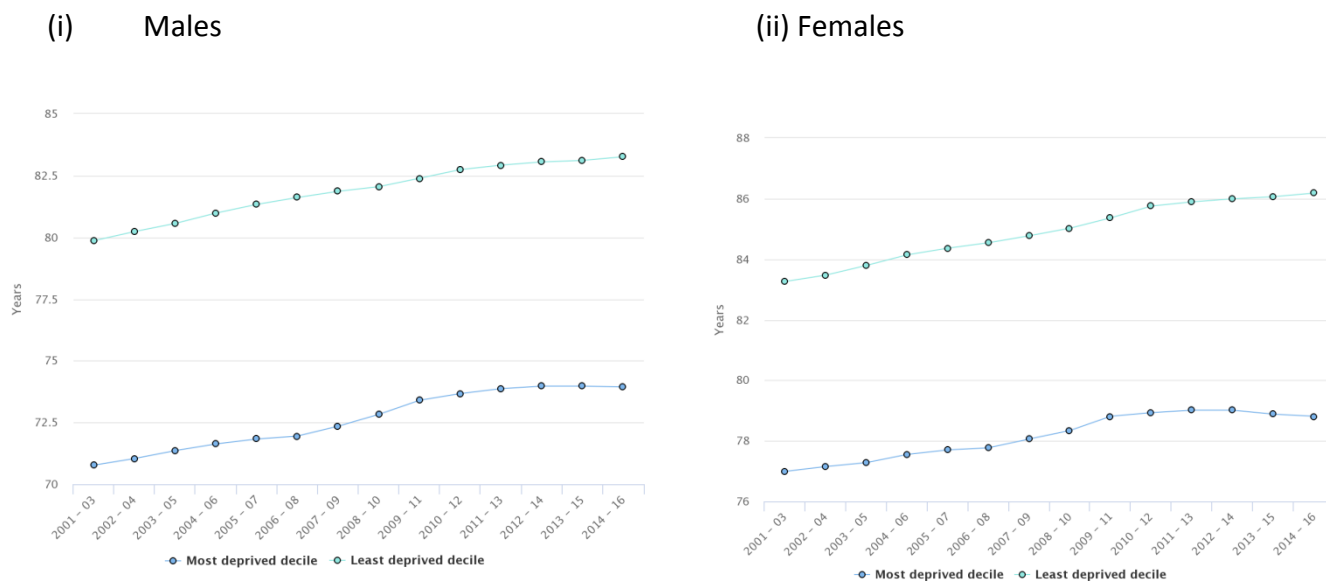 (i) Males
85
82.5
80
77.5
75
72.5
70
Years
2001 – 03
2002 – 04
2003 – 05
2004 – 06
2005 – 07
2006 – 08
2007 – 09
2008 – 10
2009 – 11
2010 – 12
2011 – 13
2012 – 14
2013 – 15
2014 – 16
Most deprived decile Least deprived decile
(ii) Females
88
86
84
82
80
78
76
Years
2001 – 03
2002 – 04
2003 – 05
2004 – 06
2005 – 07
2006 – 08
2007 – 09
2008 – 10
2009 – 11
2010 – 12
2011 – 13
2012 – 14
2013 – 15
2014 – 16
Most deprived decile Least deprived decile